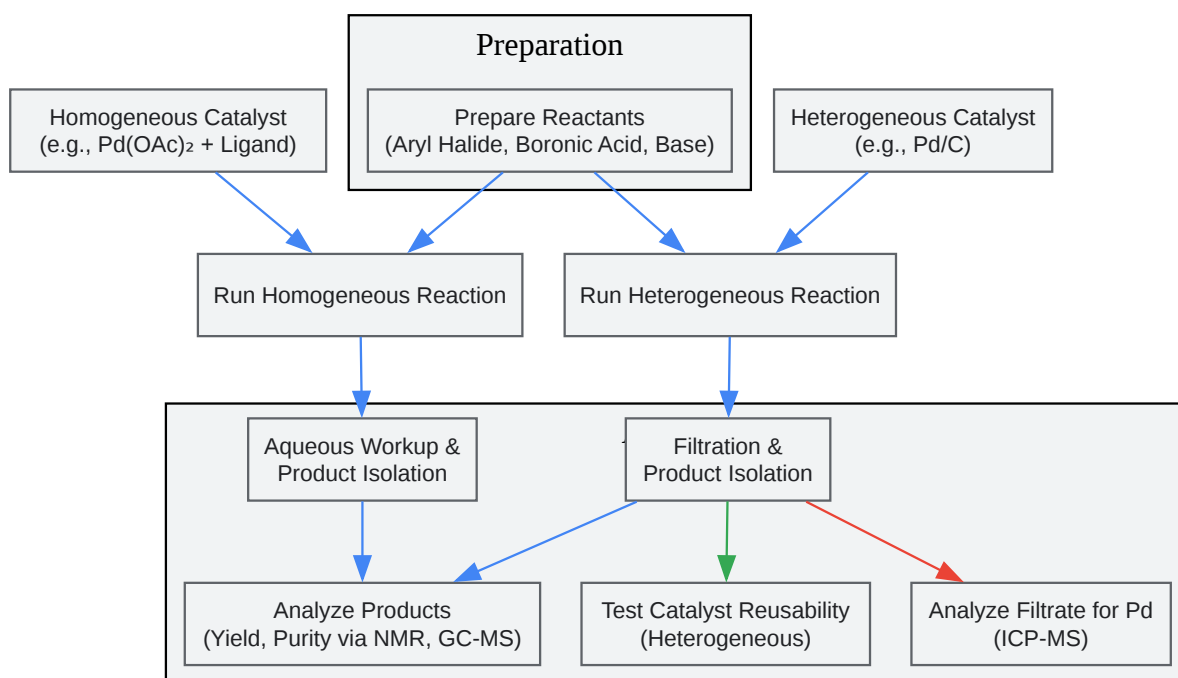 Preparation
Homogeneous Catalyst
(e.g., Pd(OAc)₂ + Ligand)
Prepare Reactants
(Aryl Halide, Boronic Acid, Base)
Heterogeneous Catalyst
(e.g., Pd/C)
Run Homogeneous Reaction
Run Heterogeneous Reaction
Aqueous Workup &
Product Isolation
Filtration &
Product Isolation
Analyze Products
(Yield, Purity via NMR, GC-MS)
Test Catalyst Reusability
(Heterogeneous)
Analyze Filtrate for Pd
(ICP-MS)